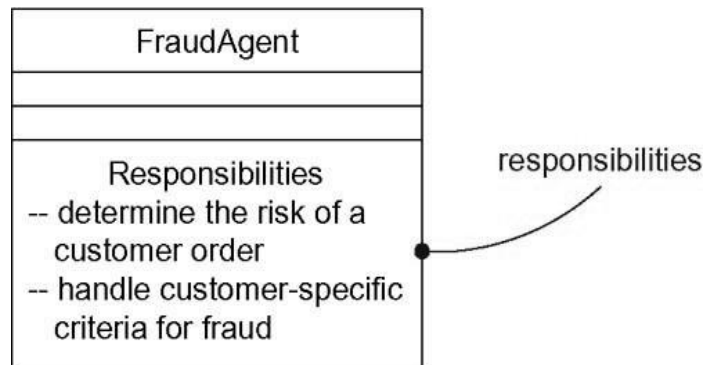 FraudAgent
Responsibilities
-- determine the risk of a
customer order
-- handle customer-specific
criteria for fraud
responsibilities